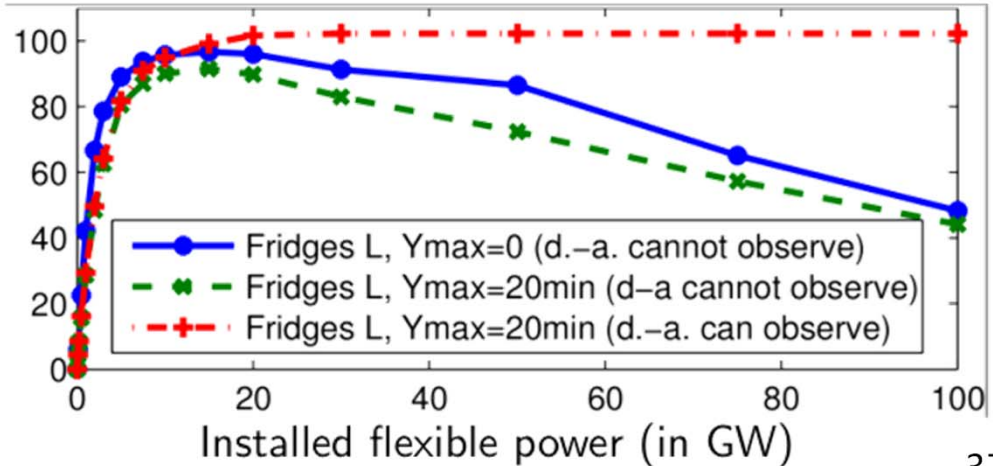 100
80
60
40
20
0
Fridges L, Ymax=0 (d.−a. cannot observe)
Fridges L, Ymax=20min (d−a cannot observe)
Fridges L, Ymax=20min (d.−a. can observe)
0 20 40 60 80 100
Installed flexible power (in GW)